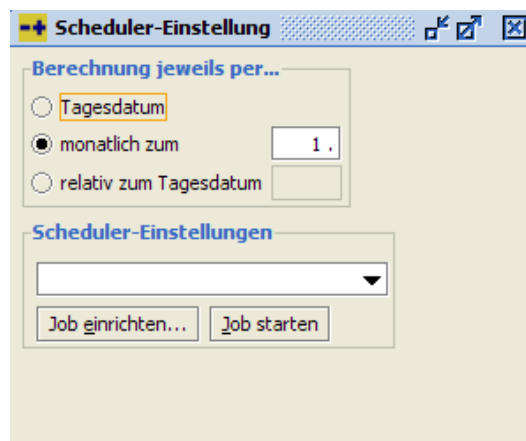 Scheduler-Einstellung
Berechnung jeweils per...
Tagesdatum
monatlich zum 1 .
relativ zum Tagesdatum
Scheduler-Einstellungen
Job einrichten... Job starten